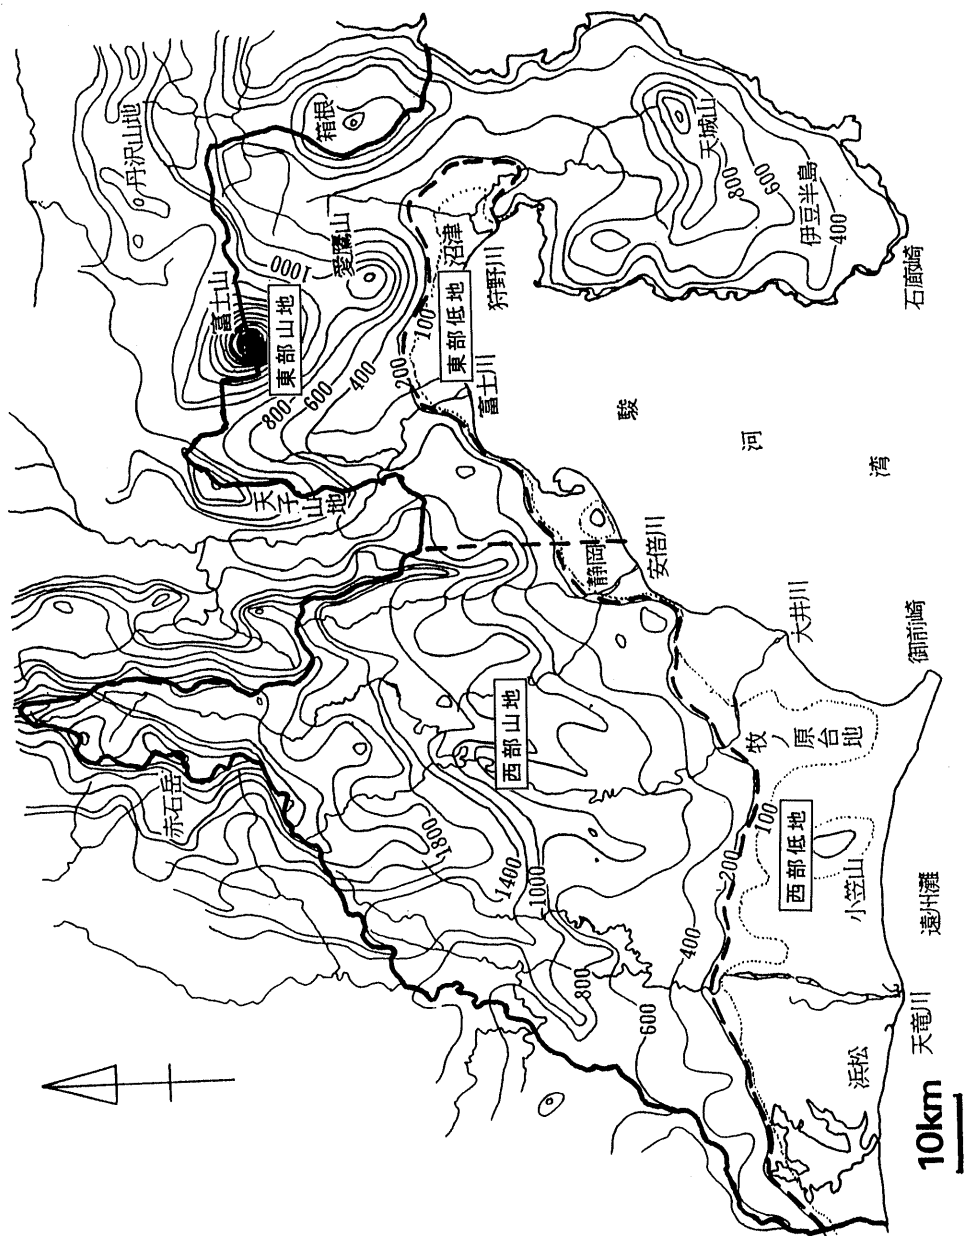 丹沢山地
箱根
天城山
800
600
伊豆半島
400
石廊崎
富士山
1000
愛鷹山
沼津
狩野川
東部山地
東部低地
100
200
富士川
800
600
400
天子山地
駿河湾
静岡
安倍川
大井川
御前崎
赤石岳
西部山地
牧ノ原台地
1800
1400
1000
800
600
400
200
100
西部低地
小笠山
遠州灘
天竜川
浜松
10km